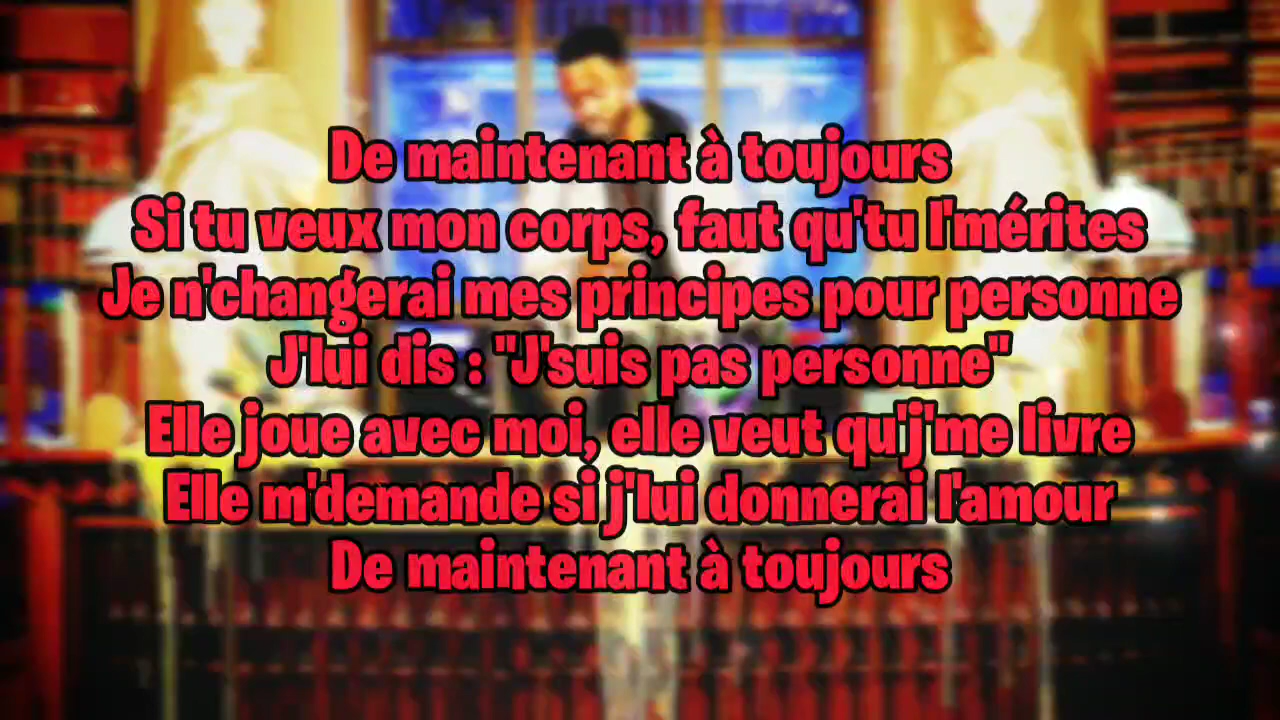 De maintenant à toujours
Si tu veux mon corps, faut qu'tu l'mérites
Je n'changerai mes principes pour personne
J'lui dis : "J'suis pas personne"
Elle joue avec moi, elle veut qu'j'me livre
Elle m'demande si j'lui donnerai l'amour
De maintenant à toujours